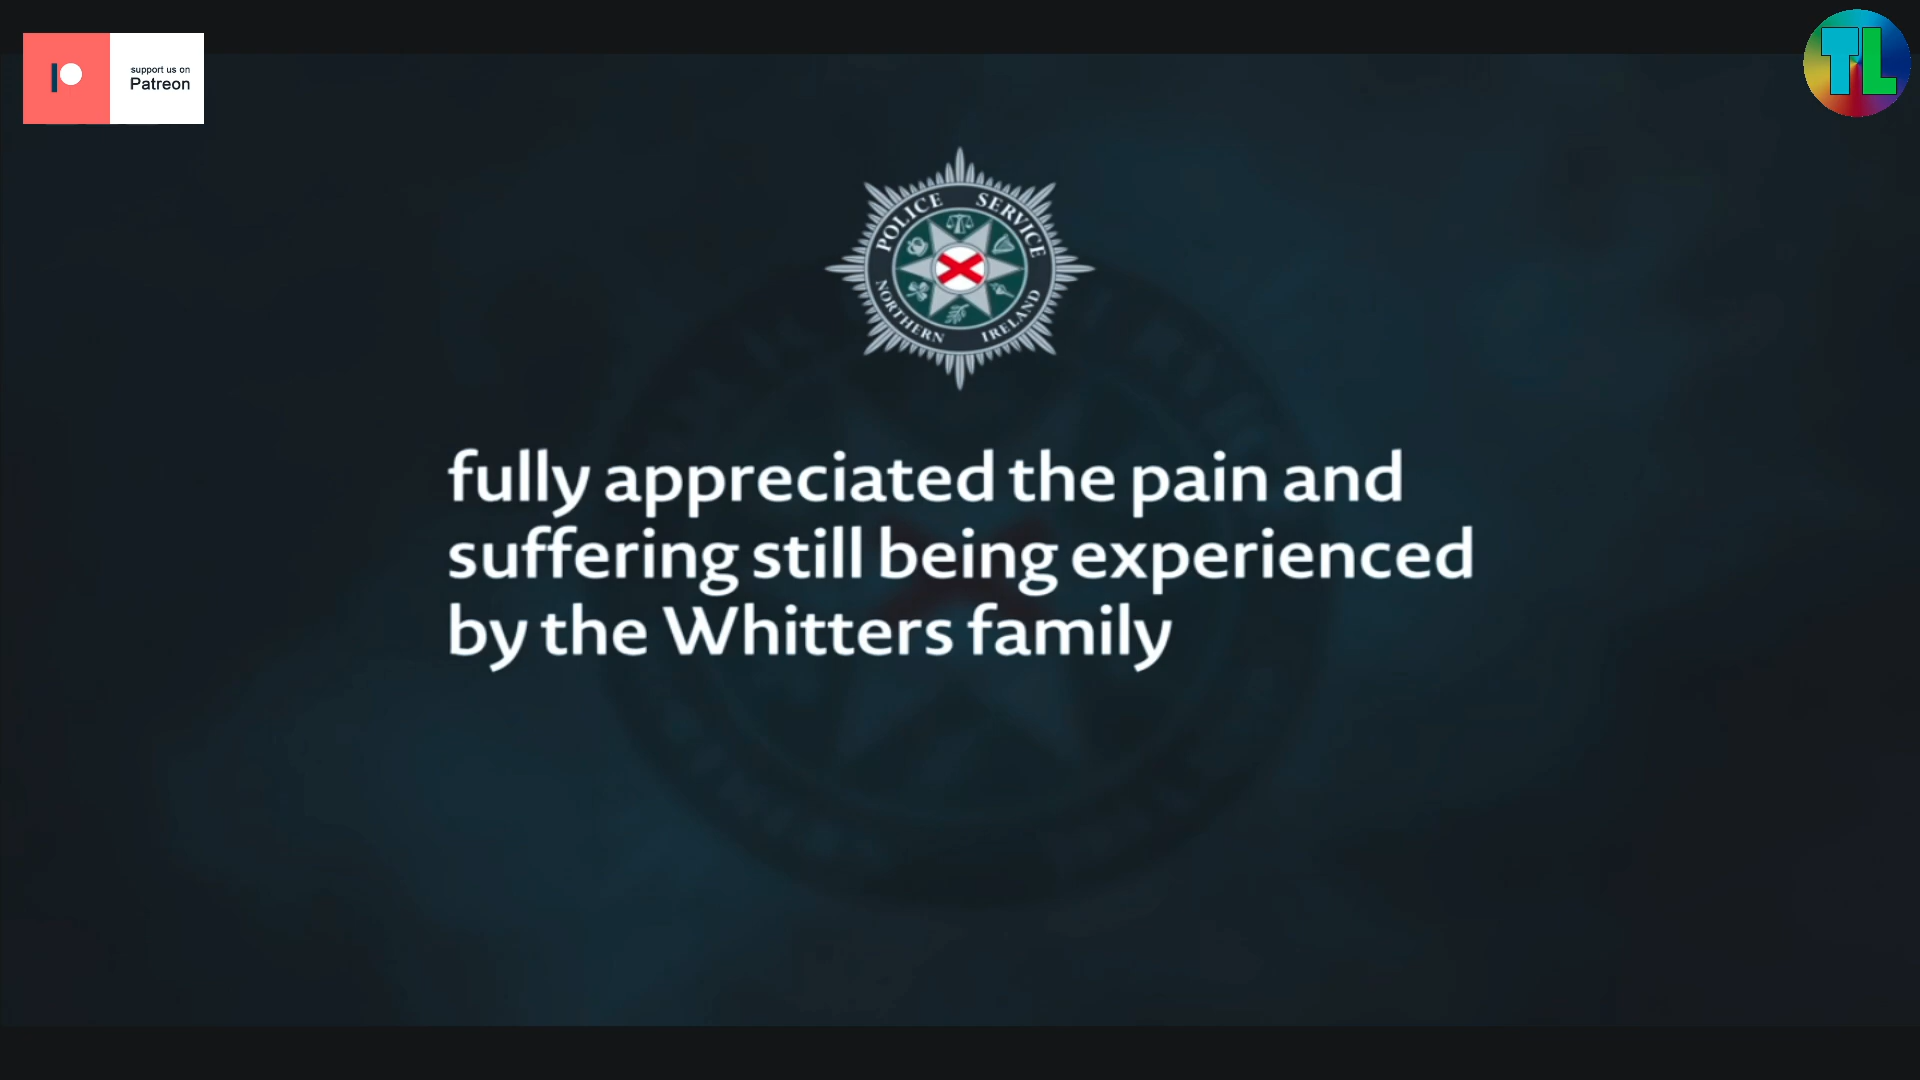 support us on
Patreon
TL
POLICE SERVICE
NORTHERN IRELAND
fully appreciated the pain and
suffering still being experienced
by the Whitters family